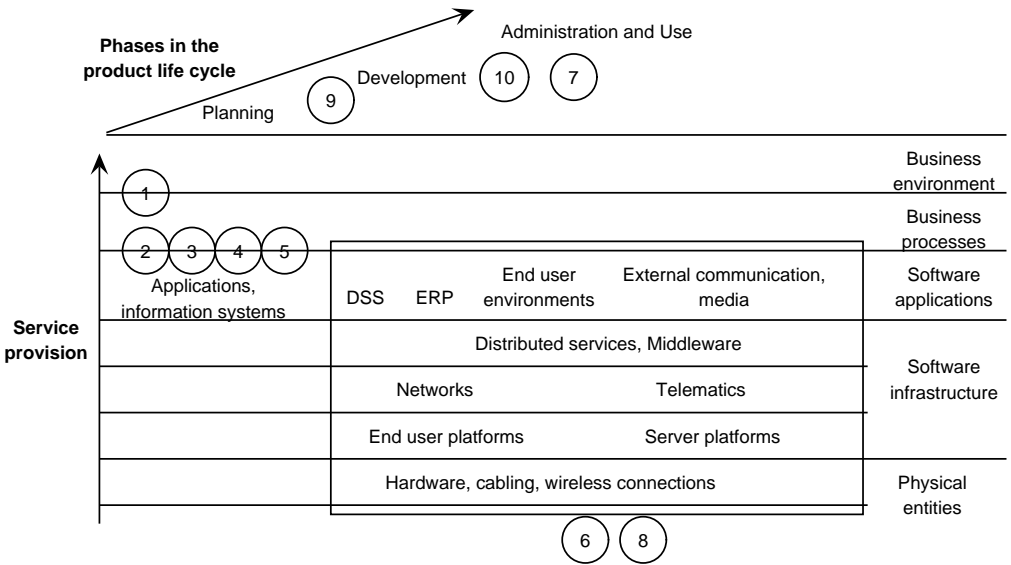 Administration and Use
Phases in the
product life cycle
Development
10
7
9
Planning
Business
environment
1
Business
processes
2
3
4
5
Applications,
information systems
DSS
ERP
End user
environments
External communication,
media
Software
applications
Service
provision
Distributed services, Middleware
Software
infrastructure
Networks
Telematics
End user platforms
Server platforms
Hardware, cabling, wireless connections
Physical
entities
6
8